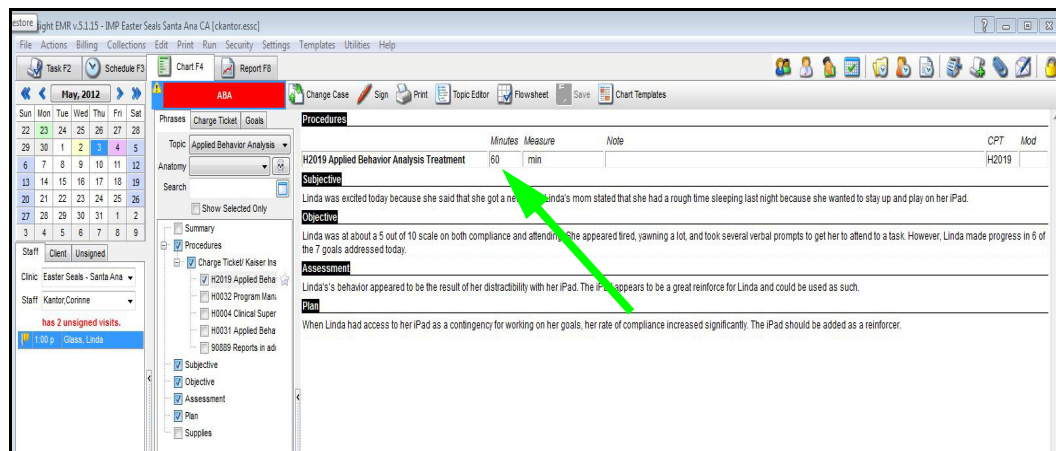 estore
sight EMR v.5.1.15 - IMP Easter Seals Santa Ana CA [ckantor.essc]
File Actions Billing Collections Edit Print Run Security Settings Templates Utilities Help
Task F2 Schedule F3 Chart F4 Report F8
May, 2012
ABA
Change Case Sign Print Topic Editor Flowsheet Save Chart Templates
Sun Mon Tue Wed Thu Fri Sat
22 23 24 25 26 27 28
29 30 1 2 3 4 5
6 7 8 9 10 11 12
13 14 15 16 17 18 19
20 21 22 23 24 25 26
27 28 29 30 31 1 2
3 4 5 6 7 8 9
Staff Client Unsigned
Clinic Easter Seals - Santa Ana
Staff Kantor,Corinne
has 2 unsigned visits.
1:00 p Glass, Linda
Phrases Charge Ticket Goals
Topic Applied Behavior Analysis
Anatomy
Search
Show Selected Only
Summary
Procedures
Charge Ticket/ Kaiser Ins
H2019 Applied Beha
H0032 Program Man
H0004 Clinical Super
H0031 Applied Beha
90889 Reports in adi
Subjective
Objective
Assessment
Plan
Supplies
Procedures
Minutes Measure Note CPT Mod
H2019 Applied Behavior Analysis Treatment 60 min H2019
Subjective
Linda was excited today because she said that she got a ne Linda's mom stated that she had a rough time sleeping last night because she wanted to stay up and play on her iPad.
Objective
Linda was at about a 5 out of 10 scale on both compliance and attending. She appeared tired, yawning a lot, and took several verbal prompts to get her to attend to a task. However, Linda made progress in 6 of
the 7 goals addressed today.
Assessment
Linda's's behavior appeared to be the result of her distractibility with her iPad. The iPad appears to be a great reinforce for Linda and could be used as such.
Plan
When Linda had access to her iPad as a contingency for working on her goals, her rate of compliance increased significantly. The iPad should be added as a reinforcer.